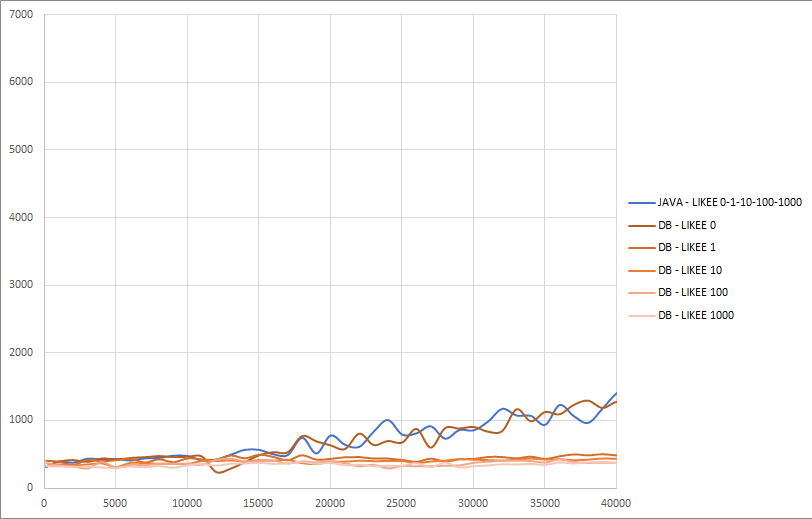 7000
6000
5000
4000
3000
2000
1000
0
0 5000 10000 15000 20000 25000 30000 35000 40000
JAVA - LIKEE 0-1-10-100-1000
DB - LIKEE 0
DB - LIKEE 1
DB - LIKEE 10
DB - LIKEE 100
DB - LIKEE 1000